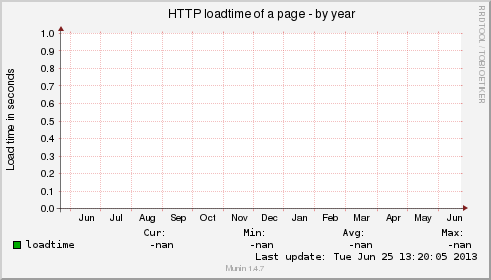 HTTP loadtime of a page - by year
RRDTOOL / TOBI OETIKER
Load time in seconds
1.0
0.9
0.8
0.7
0.6
0.5
0.4
0.3
0.2
0.1
0.0
Jun Jul Aug Sep Oct Nov Dec Jan Feb Mar Apr May Jun
Cur: Min: Avg: Max:
loadtime -nan -nan -nan -nan
Last update: Tue Jun 25 13:20:05 2013
Munin 1.4.7